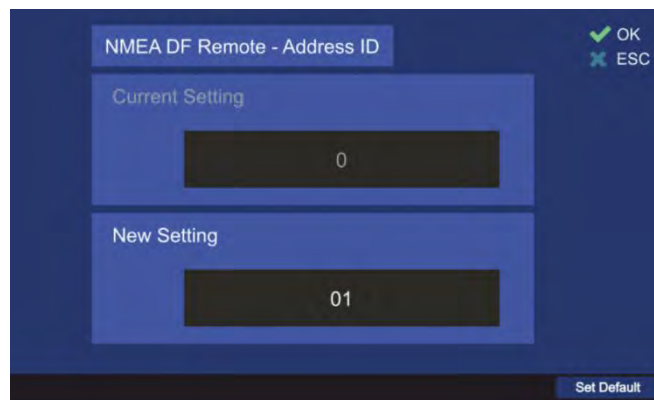 NMEA DF Remote - Address ID
OK
ESC
Current Setting
0
New Setting
01
Set Default